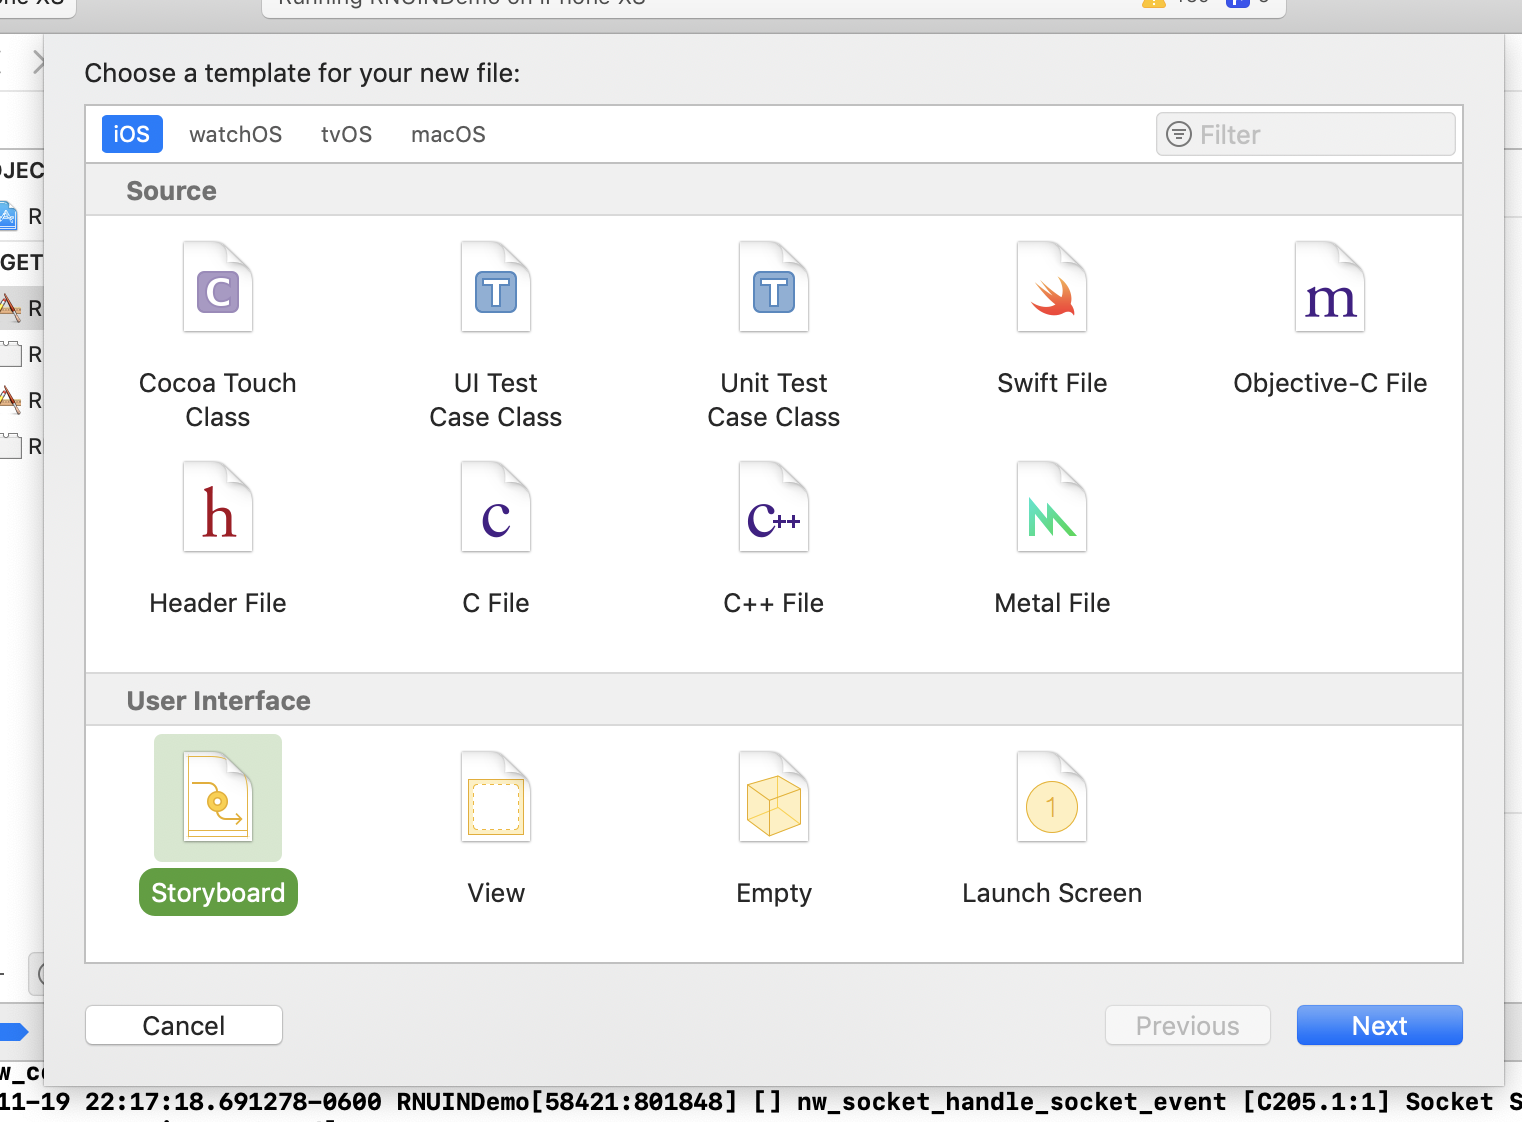 Choose a template for your new file:
iOS watchOS tvOS macOS Filter
Source
C T T m
Cocoa Touch Class
UI Test Case Class
Unit Test Case Class
Swift File
Objective-C File
h c C++
Header File
C File
C++ File
Metal File
User Interface
1
Storyboard
View
Empty
Launch Screen
Cancel Previous Next
11-19 22:17:18.691278-0600 RNUINDemo[58421:801848] [] nw_socket_handle_socket_event [C205.1:1] Socket S